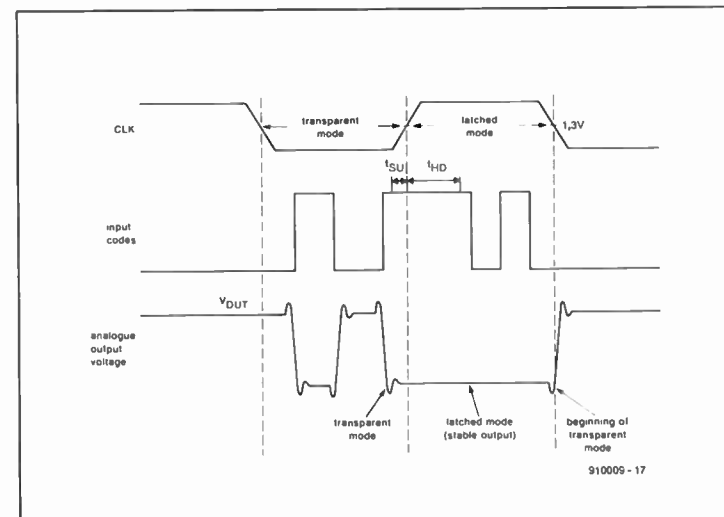 transparent
mode
latched
mode
CLK
1,3V
tSU
tHD
input
codes
VOUT
analogue
output
voltage
transparent
mode
latched mode
(stable output)
beginning of
transparent
mode
910009 - 17